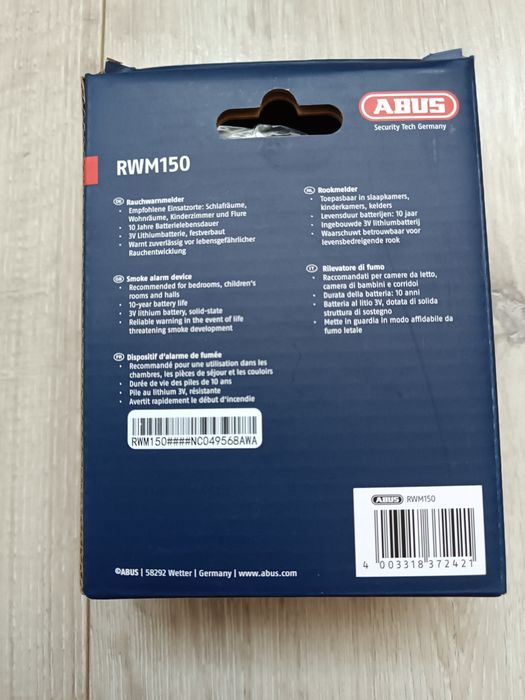 ABUS
Security Tech Germany
RWM150
DE Rauchwarnmelder
• Empfohlene Einsatzorte: Schlafräume,
Wohnräume, Kinderzimmer und Flure
• 10 Jahre Batterielebensdauer
• 3V Lithiumbatterie, festverbaut
• Warnt zuverlässig vor lebensgefährlicher
Rauchentwicklung
GB Smoke alarm device
• Recommended for bedrooms, children's
rooms and halls
• 10-year battery life
• 3V lithium battery, solid-state
• Reliable warning in the event of life
threatening smoke development
FR Dispositif d'alarme de fumée
• Recommandé pour une utilisation dans les
chambres, les pièces de séjour et les couloirs
• Durée de vie des piles de 10 ans
• Pile au lithium 3V, résistante
• Avertit rapidement le début d'incendie
NL Rookmelder
• Toepasbaar in slaapkamers,
kinderkamers, kelders
• Levensduur batterijen: 10 jaar
• Ingebouwde 3V lithiumbatterij
• Waarschuwt betrouwbaar voor
levensbedreigende rook
IT Rilevatore di fumo
• Raccomandati per camere da letto,
camera di bambini e corridoi
• Durata della batteria: 10 anni
• Batteria al litio 3V, dotata di solida
struttura di sostegno
• Mette in guardia in modo affidabile da
fumo letale
RWM150####NC049568AWA
ABUS RWM150
4 003318 372421
©ABUS | 58292 Wetter | Germany | www.abus.com